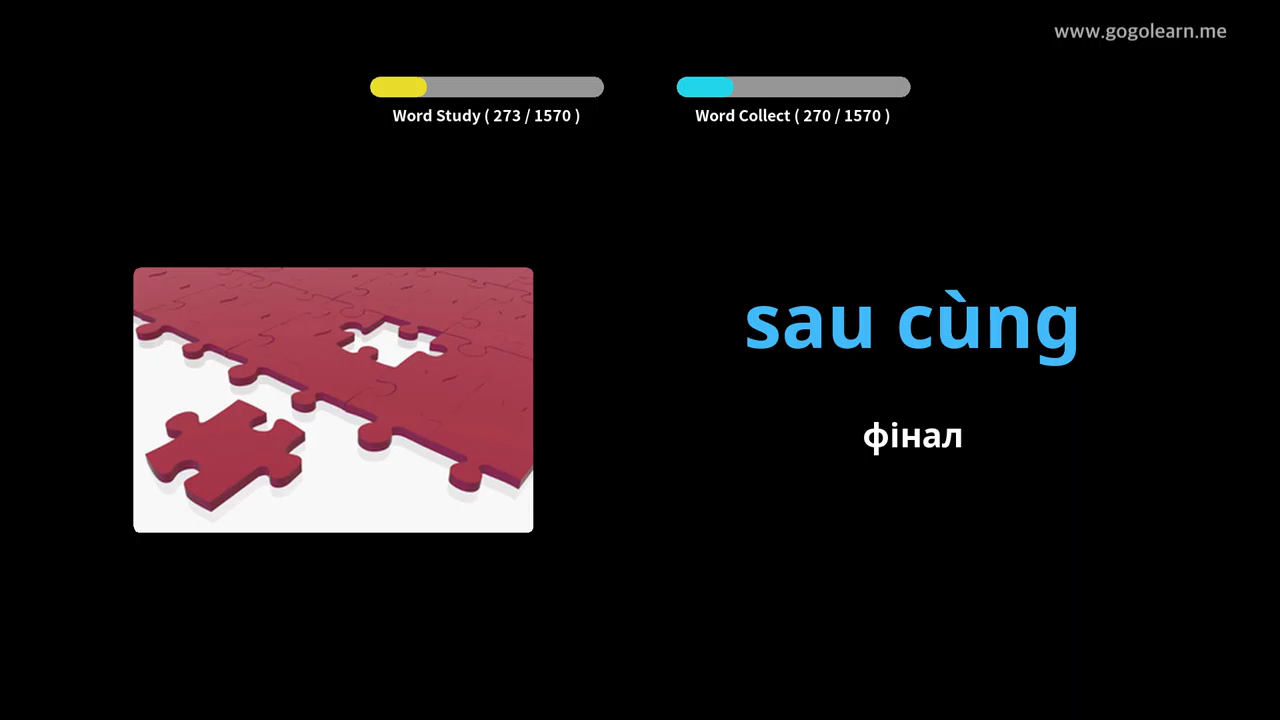 www.gogolearn.me
Word Study ( 273 / 1570 )
Word Collect ( 270 / 1570 )
sau cùng
фінал